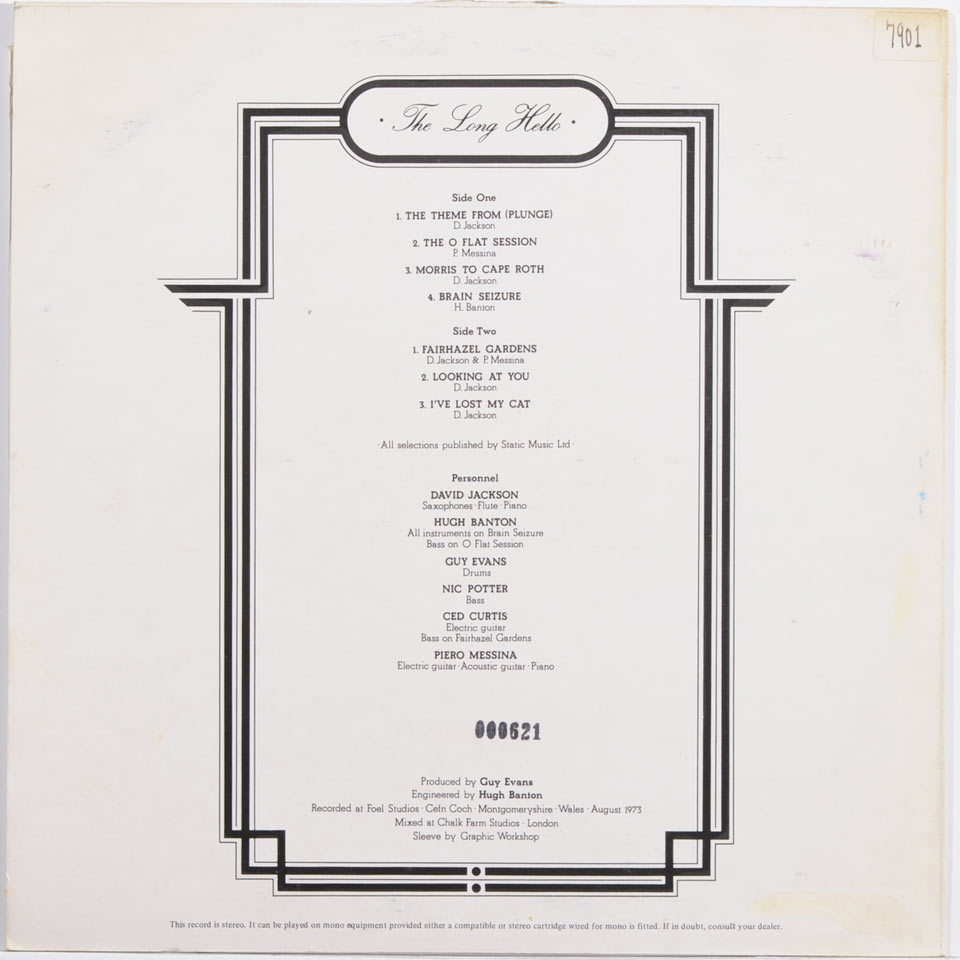 7901
· The Long Hello ·
Side One
1. THE THEME FROM (PLUNGE)
D. Jackson
2. THE O FLAT SESSION
P. Messina
3. MORRIS TO CAPE ROTH
D. Jackson
4. BRAIN SEIZURE
H. Banton
Side Two
1. FAIRHAZEL GARDENS
D. Jackson & P. Messina
2. LOOKING AT YOU
D. Jackson
3. I'VE LOST MY CAT
D. Jackson
·All selections published by Static Music Ltd·
Personnel
DAVID JACKSON
Saxophones · Flute · Piano
HUGH BANTON
All instruments on Brain Seizure
Bass on O Flat Session
GUY EVANS
Drums
NIC POTTER
Bass
CED CURTIS
Electric guitar
Bass on Fairhazel Gardens
PIERO MESSINA
Electric guitar · Acoustic guitar · Piano
000621
Produced by Guy Evans
Engineered by Hugh Banton
Recorded at Foel Studios · Cefn Coch · Montgomeryshire · Wales · August 1973
Mixed at Chalk Farm Studios · London
Sleeve by Graphic Workshop
This record is stereo. It can be played on mono equipment provided either a compatible or stereo cartridge wired for mono is fitted. If in doubt, consult your dealer.